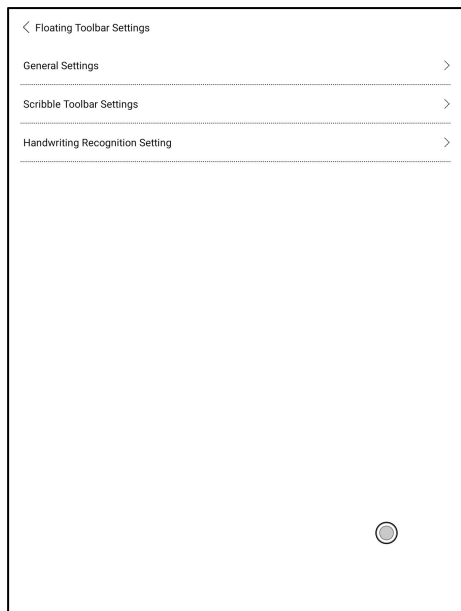 Floating Toolbar Settings
General Settings
Scribble Toolbar Settings
Handwriting Recognition Setting